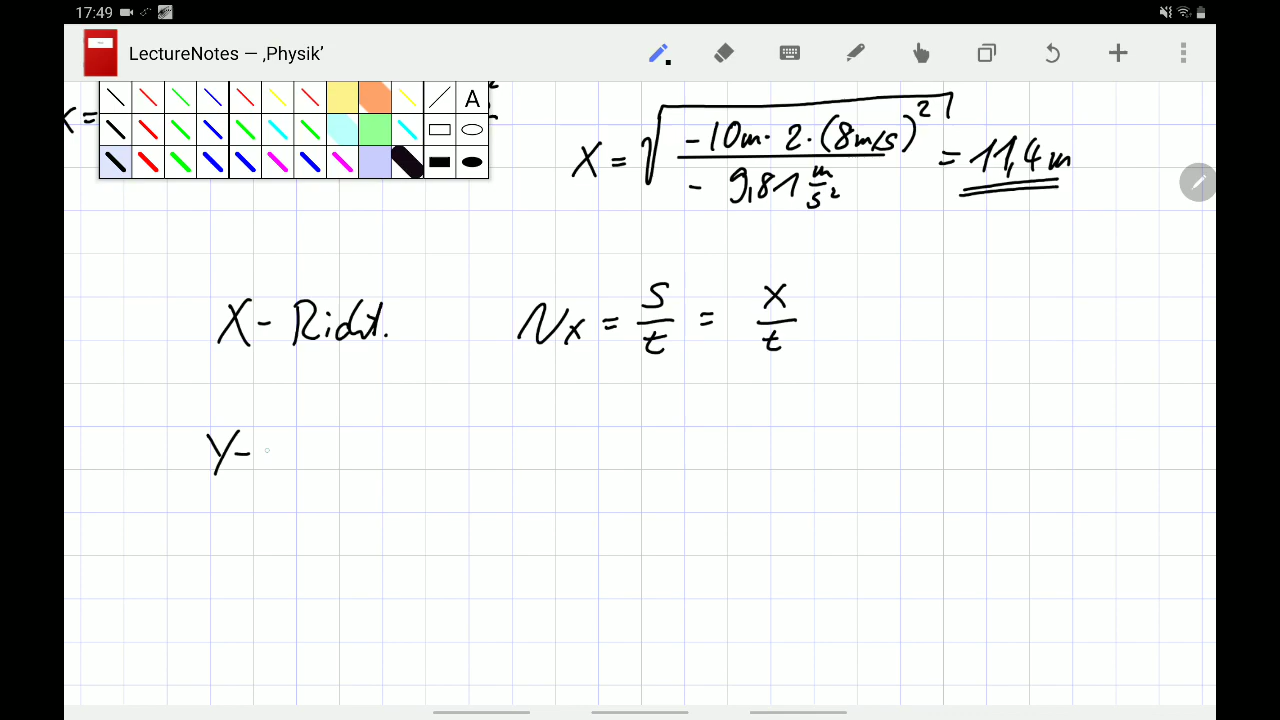 17:49
LectureNotes — ‚Physik’
A
x = √(-10m · 2 · (8m/s)² / -9,81 m/s²) = 11,4 m
X - Richt. Vx = s/t = x/t
Y-